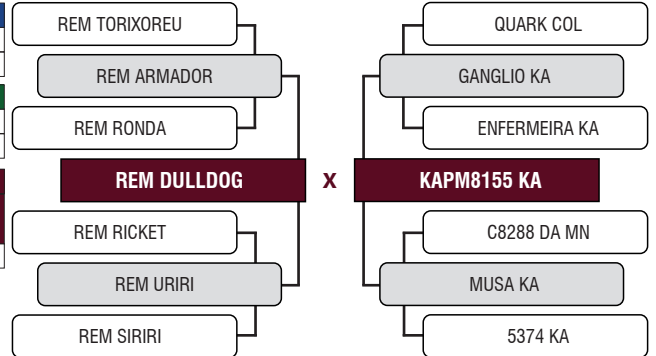 REM TORIXOREU
REM ARMADOR
REM RONDA
REM DULLDOG
REM RICKET
REM URIRI
REM SIRIRI
X
QUARK COL
GANGLIO KA
ENFERMEIRA KA
KAPM8155 KA
C8288 DA MN
MUSA KA
5374 KA